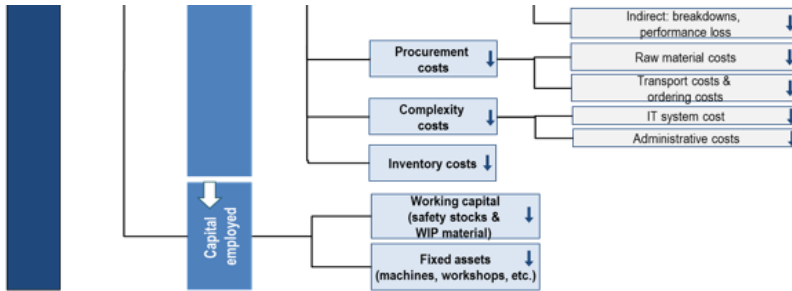 Indirect: breakdowns,
performance loss
Procurement
costs
Raw material costs
Transport costs &
ordering costs
Complexity
costs
IT system cost
Administrative costs
Inventory costs
Capital
employed
Working capital
(safety stocks &
WIP material)
Fixed assets
(machines, workshops, etc.)